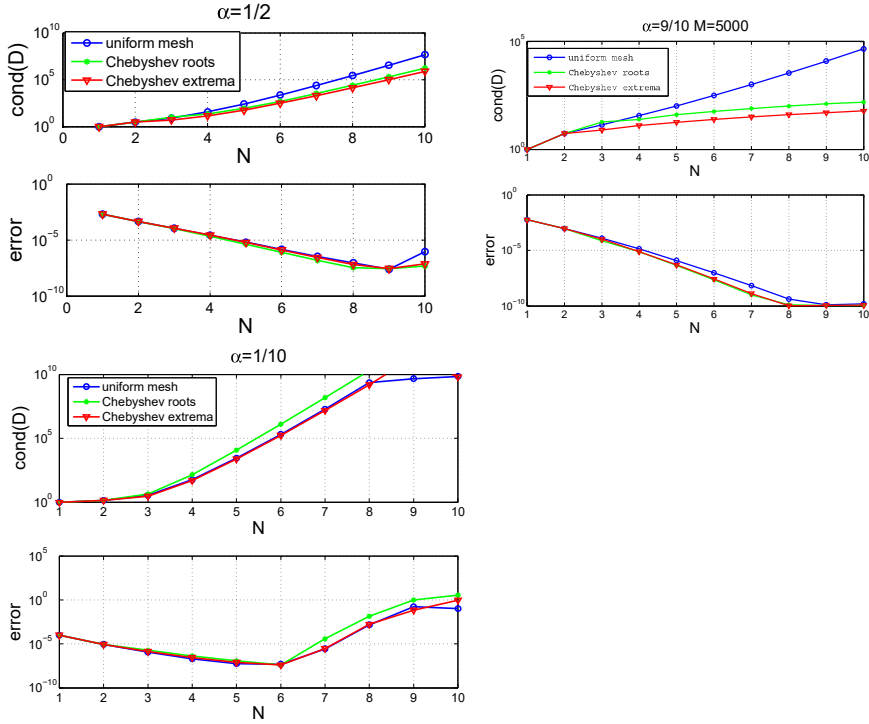 α=1/2
10^10
10^5
10^0
cond(D)
uniform mesh
Chebyshev roots
Chebyshev extrema
0 2 4 6 8 10
N
10^0
10^-5
10^-10
error
0 2 4 6 8 10
N
α=9/10 M=5000
10^5
10^0
cond(D)
uniform mesh
Chebyshev roots
Chebyshev extrema
1 2 3 4 5 6 7 8 9 10
N
10^0
10^-5
10^-10
error
1 2 3 4 5 6 7 8 9 10
N
α=1/10
10^10
10^5
10^0
cond(D)
uniform mesh
Chebyshev roots
Chebyshev extrema
1 2 3 4 5 6 7 8 9 10
N
10^5
10^0
10^-5
10^-10
error
1 2 3 4 5 6 7 8 9 10
N